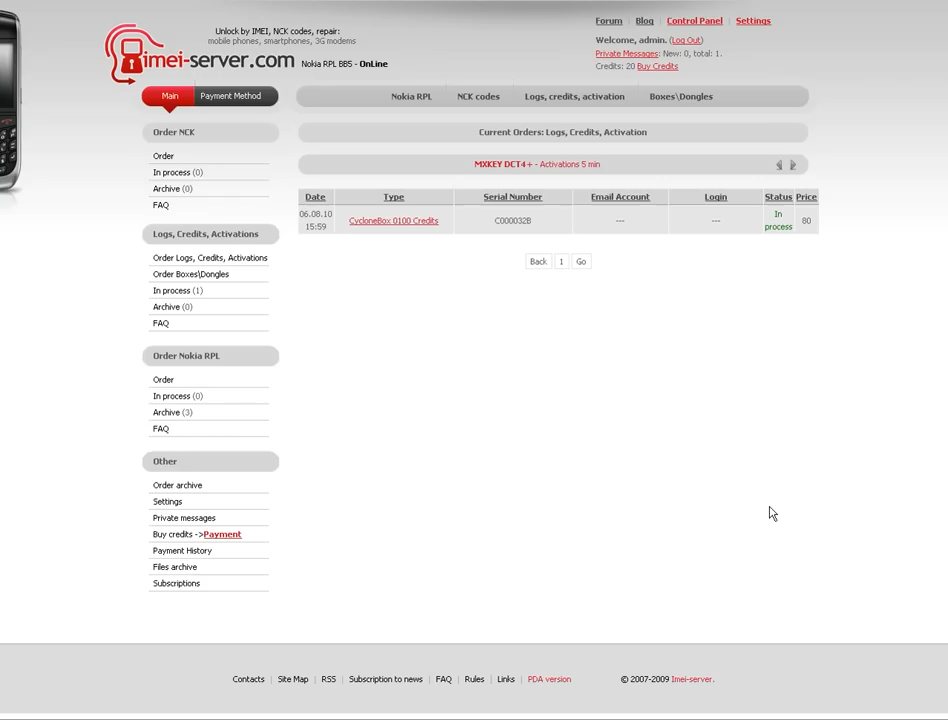 Unlock by IMEI, NCK codes, repair:
mobile phones, smartphones, 3G modems
imei-server.com
Nokia RPL BB5 - OnLine
Forum | Blog | Control Panel | Settings
Welcome, admin. (Log Out)
Private Messages: New: 0, total: 1.
Credits: 20 Buy Credits
Main
Payment Method
Nokia RPL
NCK codes
Logs, credits, activation
Boxes\Dongles
Order NCK
Order
In process (0)
Archive (0)
FAQ
Logs, Credits, Activations
Order Logs, Credits, Activations
Order Boxes\Dongles
In process (1)
Archive (0)
FAQ
Order Nokia RPL
Order
In process (0)
Archive (3)
FAQ
Other
Order archive
Settings
Private messages
Buy credits ->Payment
Payment History
Files archive
Subscriptions
Current Orders: Logs, Credits, Activation
MXKEY DCT4+ - Activations 5 min
Date Type Serial Number Email Account Login Status Price
06.08.10 15:59 CycloneBox 0100 Credits C000032B --- --- In process 80
Back 1 Go
Contacts | Site Map | RSS | Subscription to news | FAQ | Rules | Links | PDA version
© 2007-2009 Imei-server.